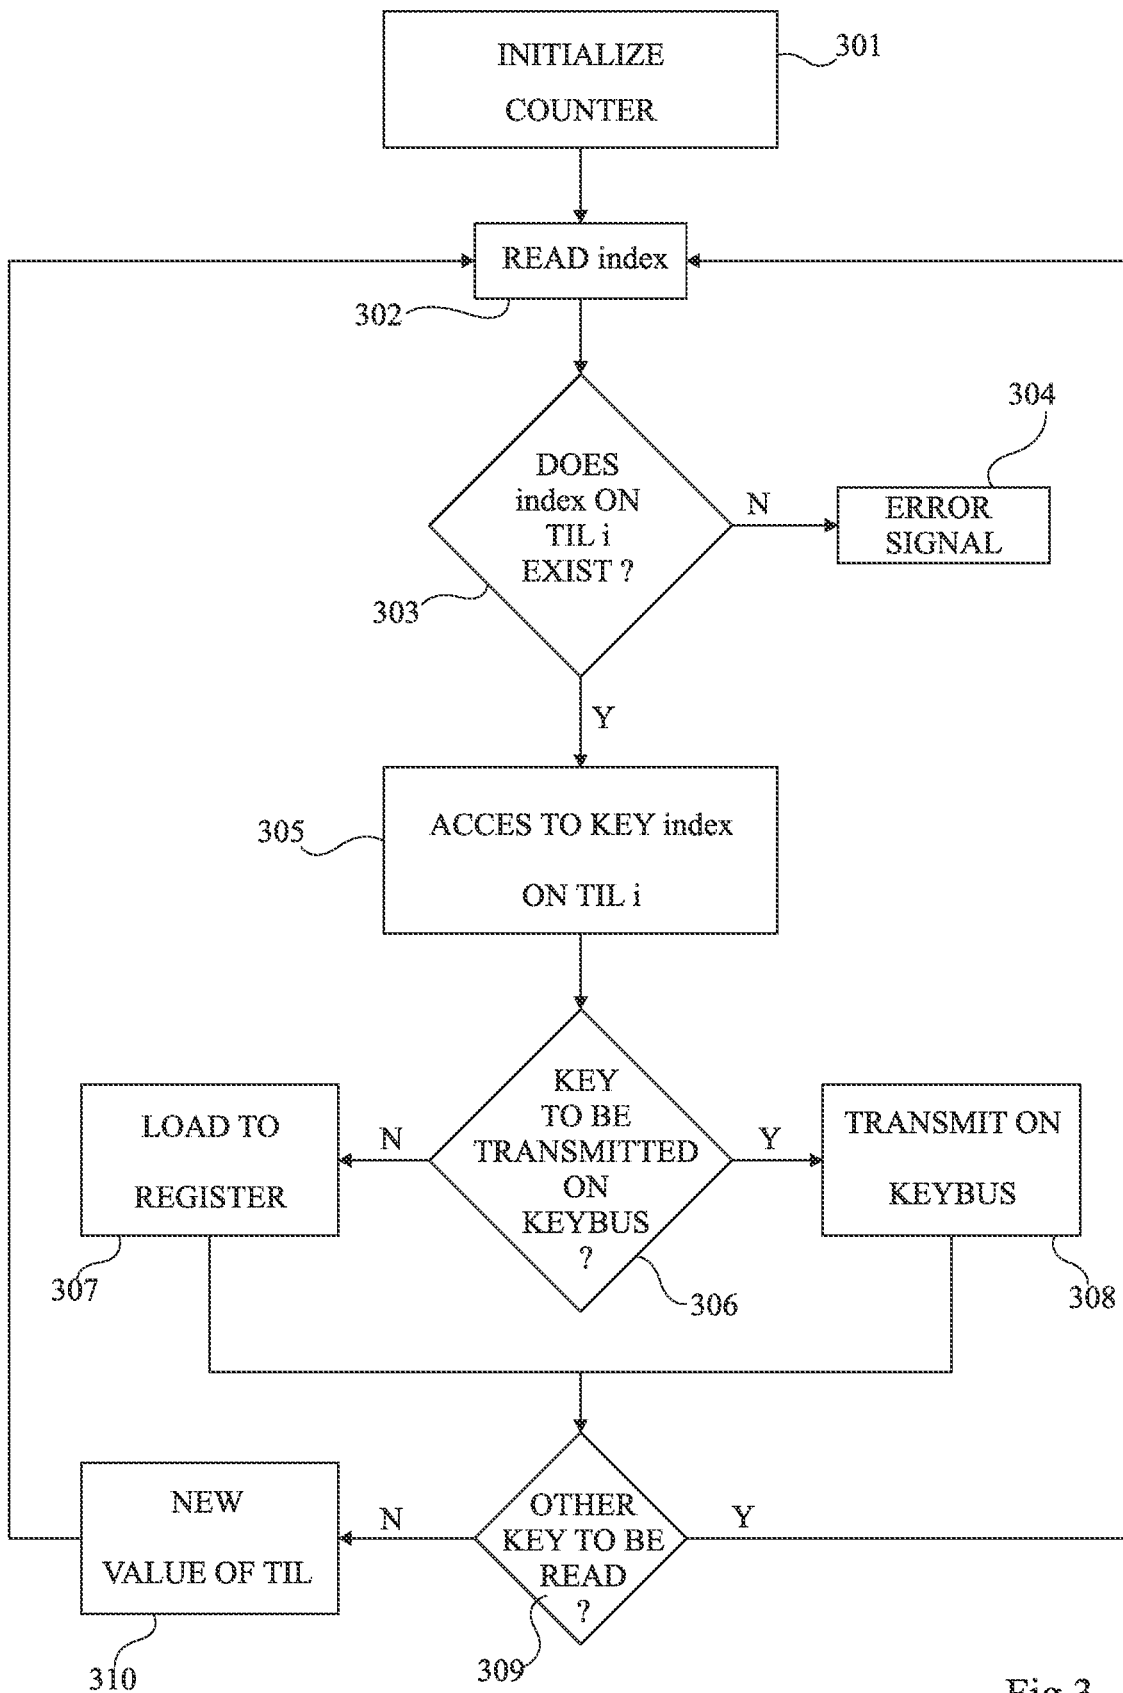 INITIALIZE
COUNTER
301
READ index
302
DOES
index ON
TIL i
EXIST ?
303
N
304
ERROR
SIGNAL
Y
305
ACCES TO KEY index
ON TIL i
KEY
TO BE
TRANSMITTED
ON
KEYBUS
?
306
N
LOAD TO
REGISTER
307
Y
TRANSMIT ON
KEYBUS
308
OTHER
KEY TO BE
READ
?
309
N
Y
NEW
VALUE OF TIL
310
Fig 3